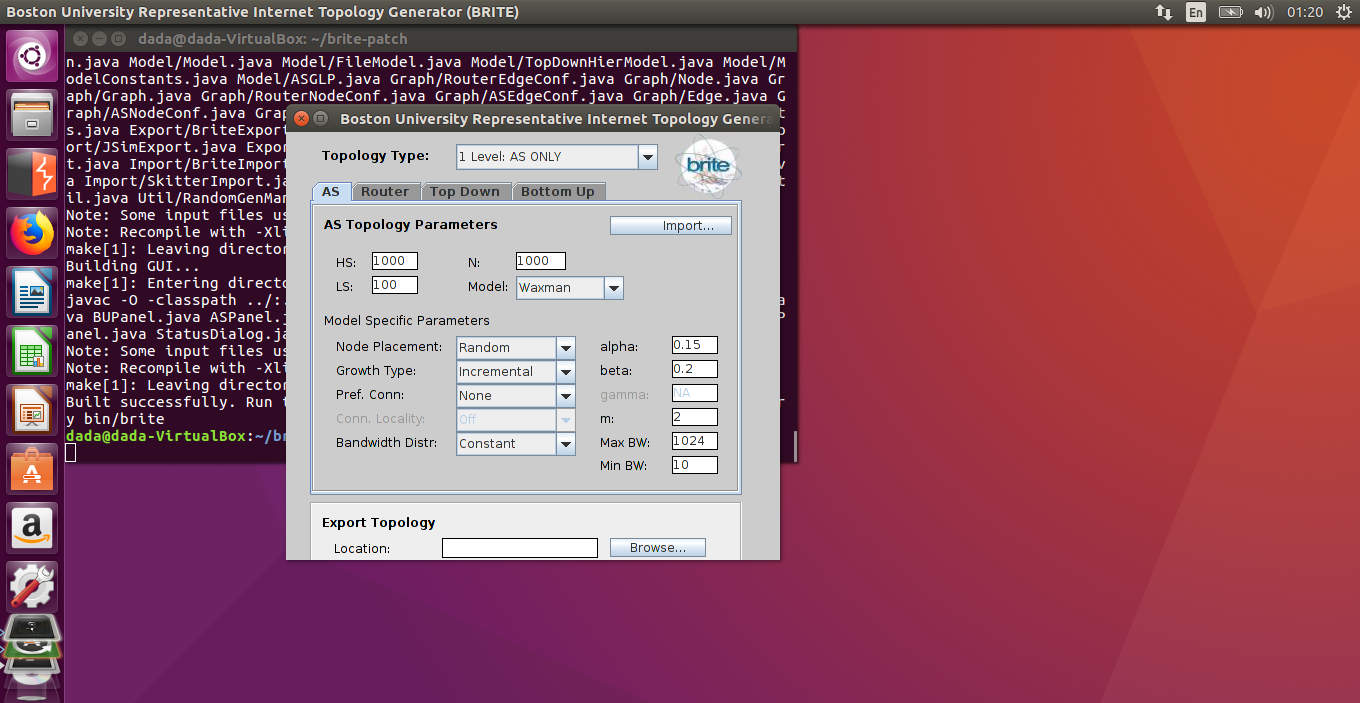 Boston University Representative Internet Topology Generator (BRITE)
En
01:20
dada@dada-VirtualBox: ~/brite-patch
n.java Model/Model.java Model/FileModel.java Model/TopDownHierModel.java Model/M
odelConstants.java Model/ASGLP.java Graph/RouterEdgeConf.java Graph/Node.java Gr
aph/Graph.java Graph/RouterNodeConf.java Graph/ASEdgeConf.java Graph/Edge.java G
raph/ASNodeConf.java Grap
s.java Export/BriteExport
ort/JSimExport.java Expor
t.java Import/BriteImport
a Import/SkitterImport.ja
il.java Util/RandomGenMan
Note: Some input files us
Note: Recompile with -Xli
make[1]: Leaving director
Building GUI...
make[1]: Entering directo
javac -O -classpath ../:.
va BUPanel.java ASPanel.j
anel.java StatusDialog.ja
Note: Some input files us
Note: Recompile with -Xli
make[1]: Leaving director
Built successfully. Run t
y bin/brite
dada@dada-VirtualBox:~/br
Boston University Representative Internet Topology Genera
Topology Type: 1 Level: AS ONLY
brite
AS Router Top Down Bottom Up
AS Topology Parameters Import...
HS: 1000 N: 1000
LS: 100 Model: Waxman
Model Specific Parameters
Node Placement: Random alpha: 0.15
Growth Type: Incremental beta: 0.2
Pref. Conn: None gamma: NA
Conn. Locality: Off m: 2
Bandwidth Distr: Constant Max BW: 1024
Min BW: 10
Export Topology
Location: Browse...